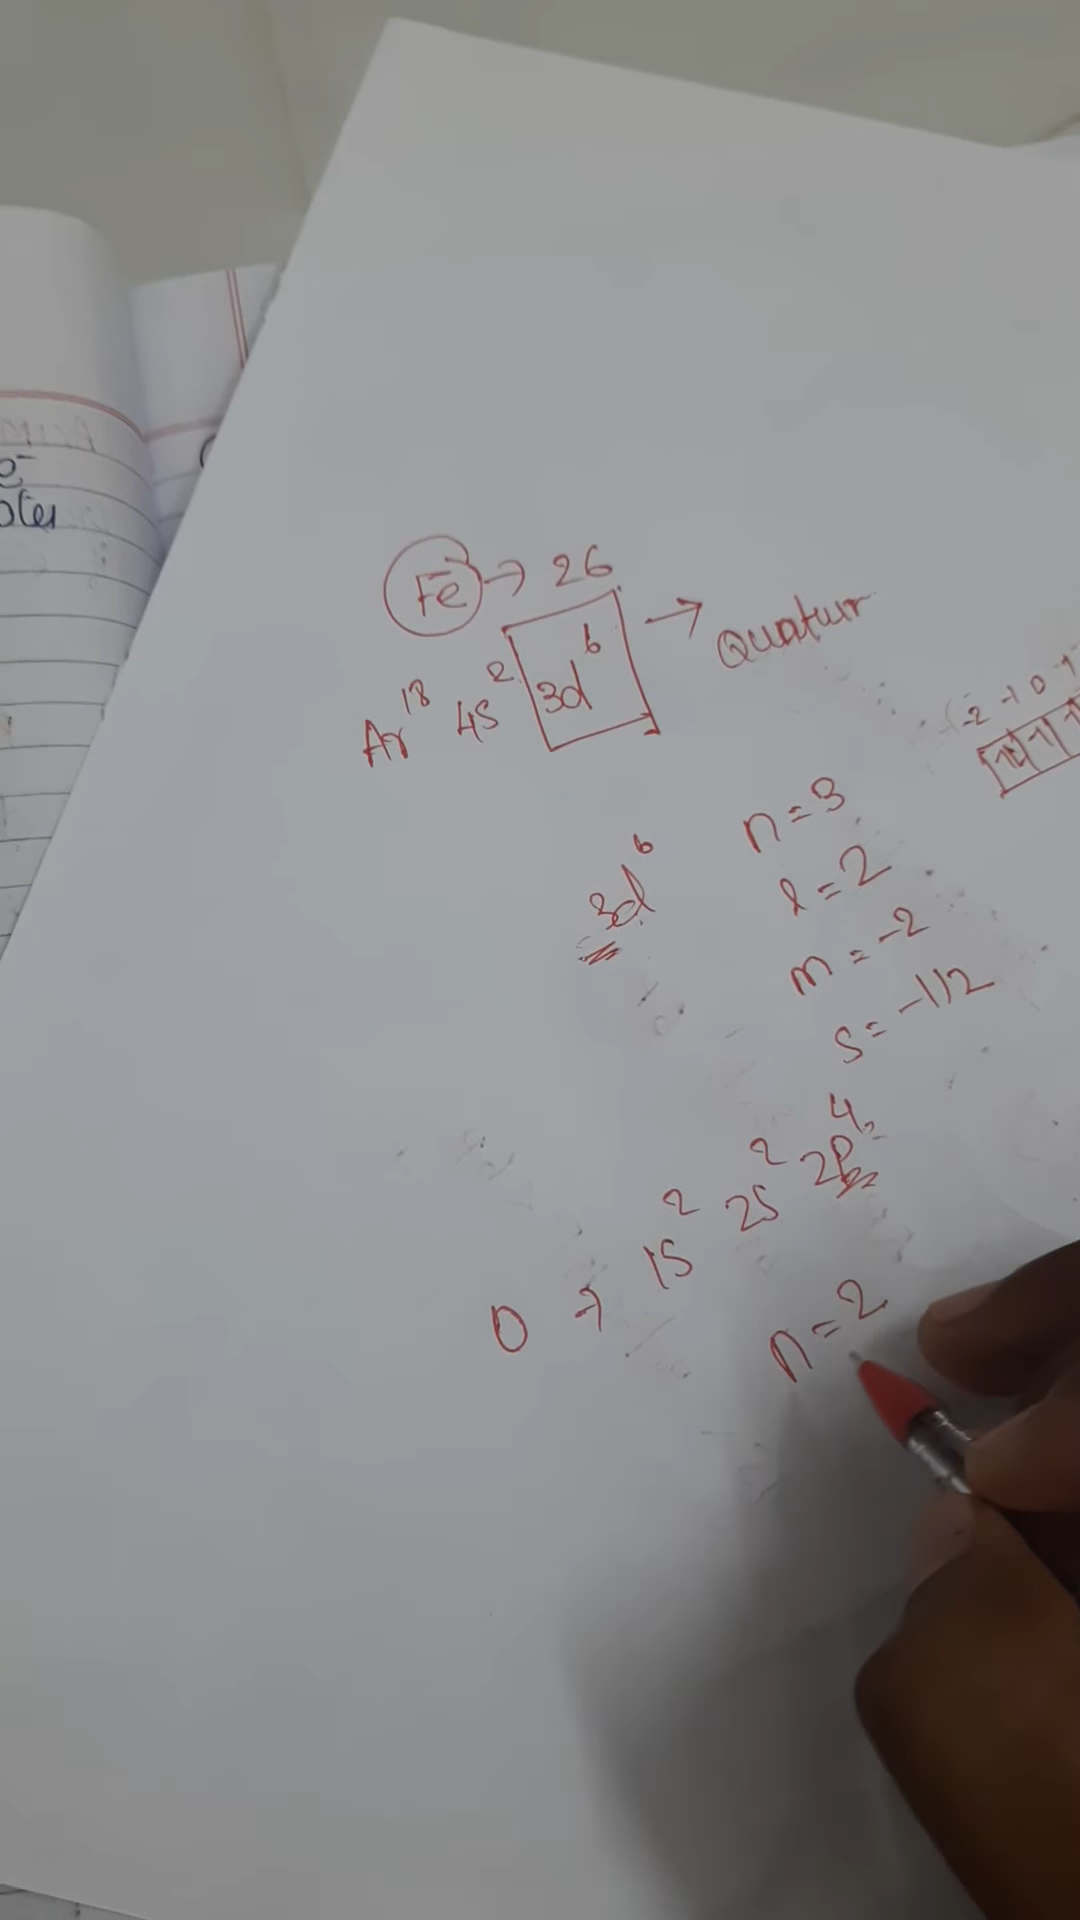 Fe → 26
Ar¹⁸ 4s² 3d⁶ → Quatum
-2 -1 0 -1
3d⁶
n = 3
l = 2
m = -2
s = -1/2
O → 1s² 2s² 2p⁴
n = 2